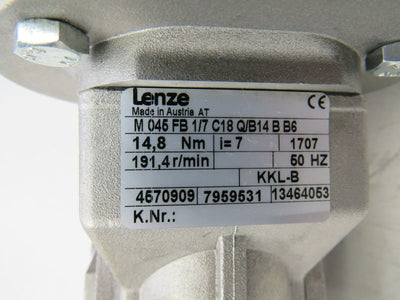 Lenze CE
Made in Austria AT
M 045 FB 1/7 C18 Q/B14 B B6
14,8 Nm i= 7 1707
191,4 r/min 50 HZ
KKL-B
4570909 7959531 13464053
K.Nr.: